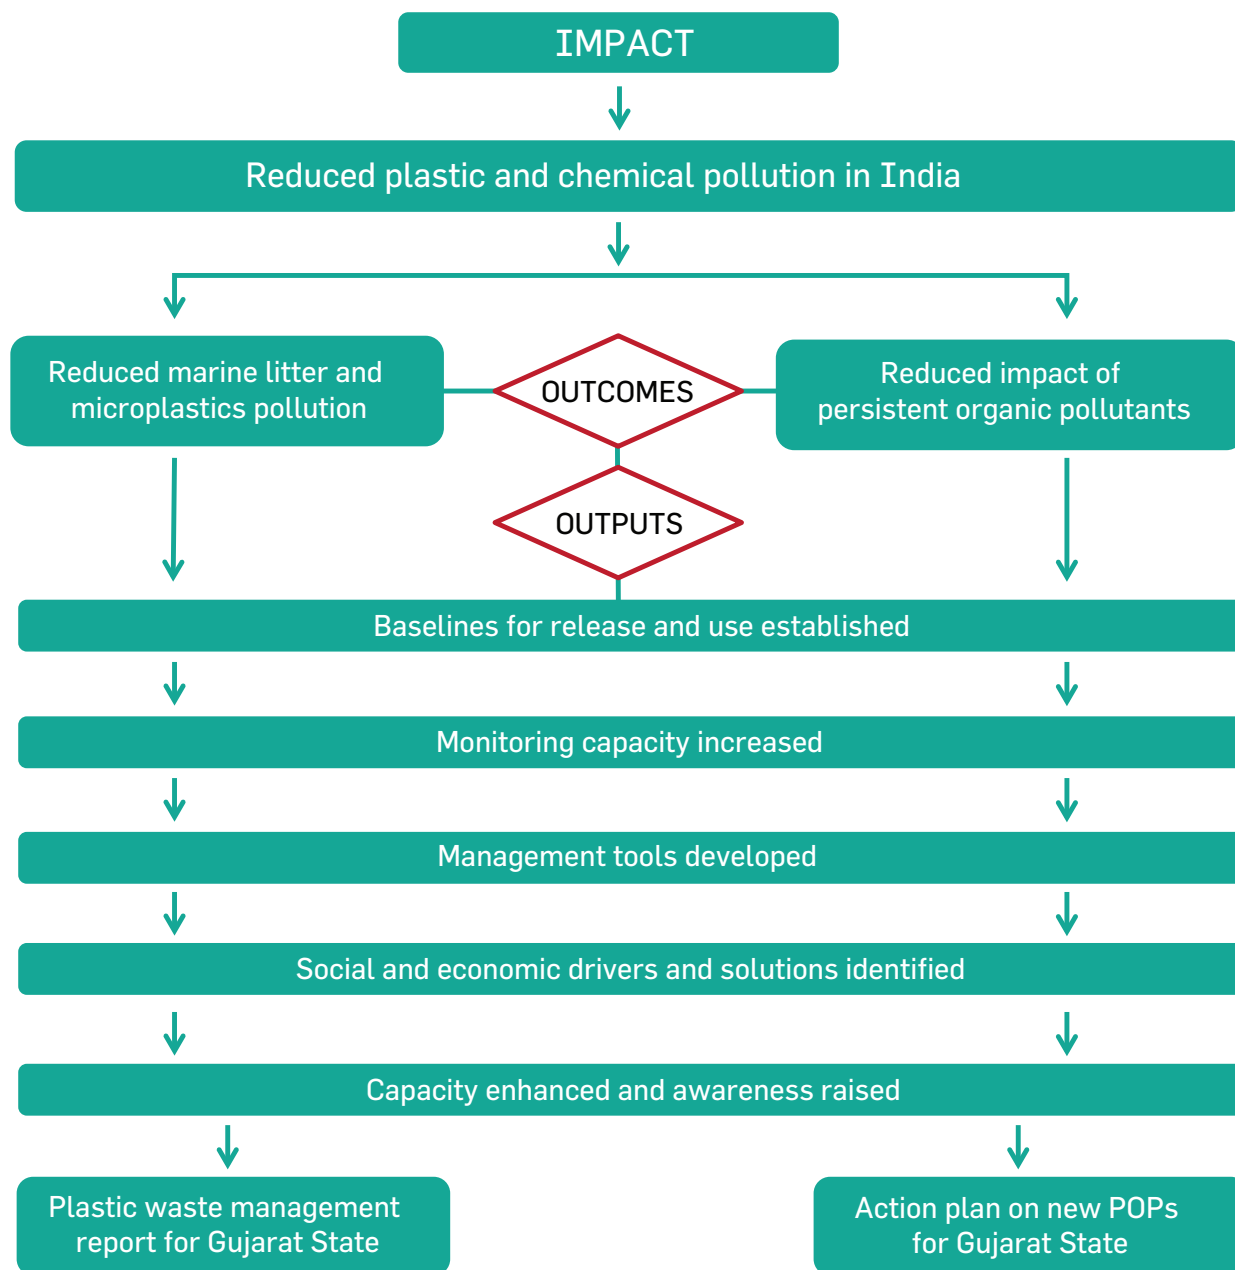 IMPACT
Reduced plastic and chemical pollution in India
Reduced marine litter and
microplastics pollution
OUTCOMES
Reduced impact of
persistent organic pollutants
OUTPUTS
Baselines for release and use established
Monitoring capacity increased
Management tools developed
Social and economic drivers and solutions identified
Capacity enhanced and awareness raised
Plastic waste management
report for Gujarat State
Action plan on new POPs
for Gujarat State